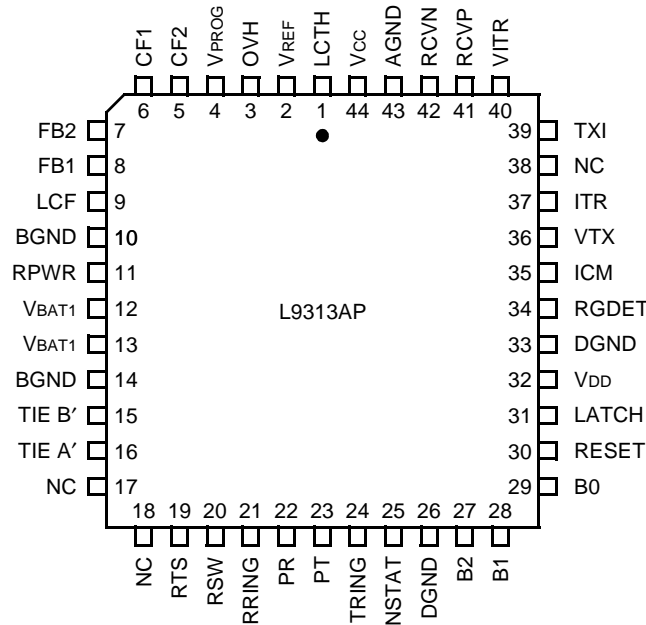 CF1 CF2 VPROG OVH VREF LCTH VCC AGND RCVN RCVP VITR
6 5 4 3 2 1 44 43 42 41 40
FB2 7 39 TXI
FB1 8 38 NC
LCF 9 37 ITR
BGND 10 36 VTX
RPWR 11 35 ICM
VBAT1 12 L9313AP 34 RGDET
VBAT1 13 33 DGND
BGND 14 32 VDD
TIE B′ 15 31 LATCH
TIE A′ 16 30 RESET
NC 17 29 B0
18 19 20 21 22 23 24 25 26 27 28
NC RTS RSW RRING PR PT TRING NSTAT DGND B2 B1